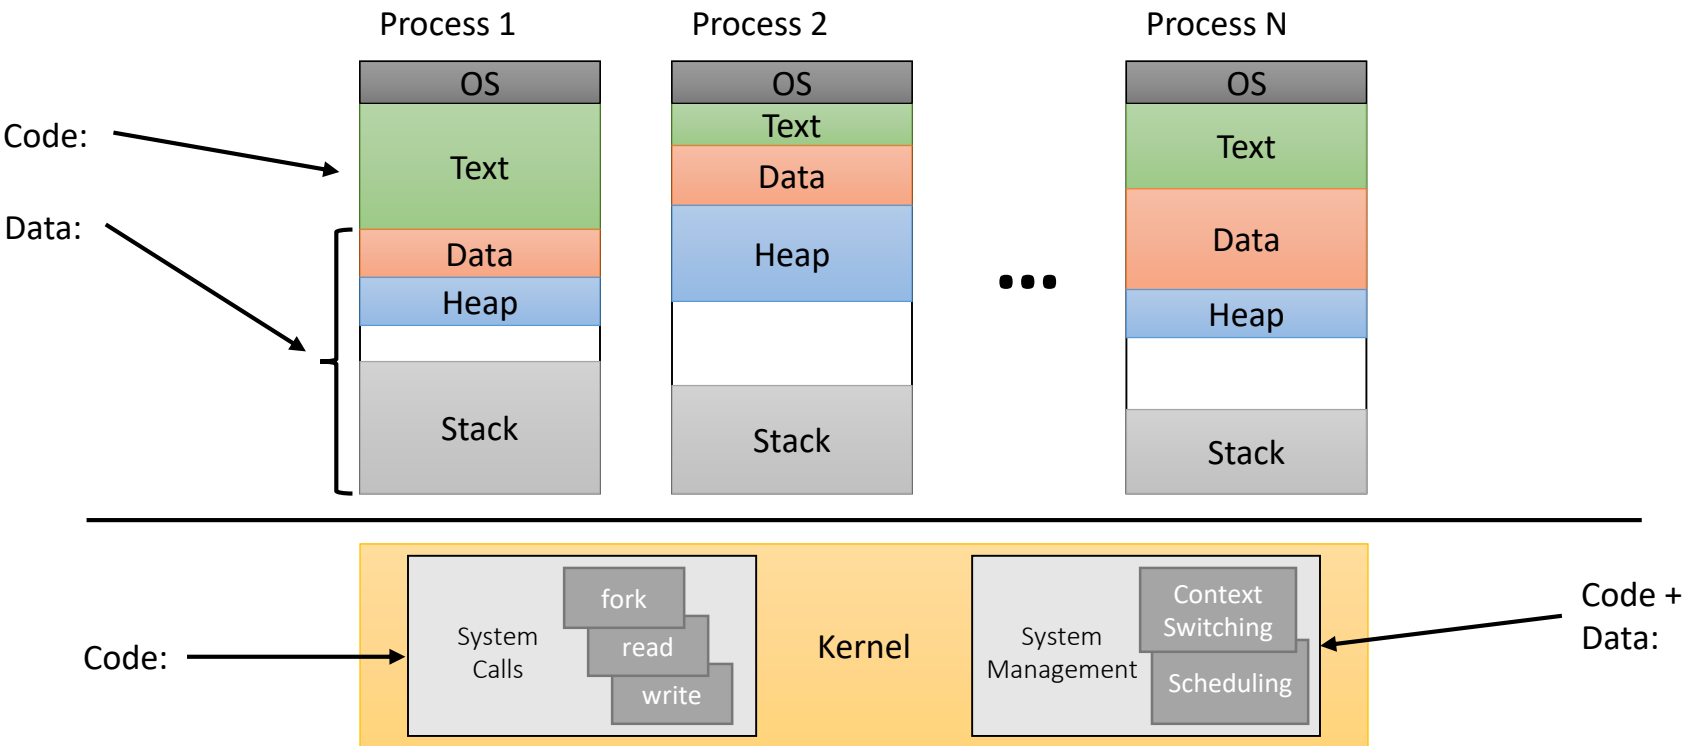 Process 1
Process 2
Process N
OS
OS
OS
Code:
Text
Text
Text
Data:
Data
Data
Data
Heap
Heap
Heap
...
Stack
Stack
Stack
Code:
System
Calls
fork
read
write
Kernel
System
Management
Context
Switching
Scheduling
Code +
Data: